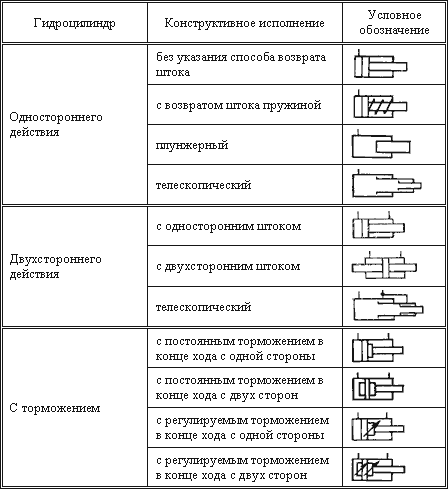 Гидроцилиндр
Конструктивное исполнение
Условное
обозначение
Одностороннего
действия
без указания способа возврата
штока
с возвратом штока пружиной
плунжерный
телескопический
Двухстороннего
действия
с односторонним штоком
с двухсторонним штоком
телескопический
С торможением
с постоянным торможением в
конце хода с одной стороны
с постоянным торможением в
конце хода с двух сторон
с регулируемым торможением
в конце хода с одной стороны
с регулируемым торможением
в конце хода с двух сторон